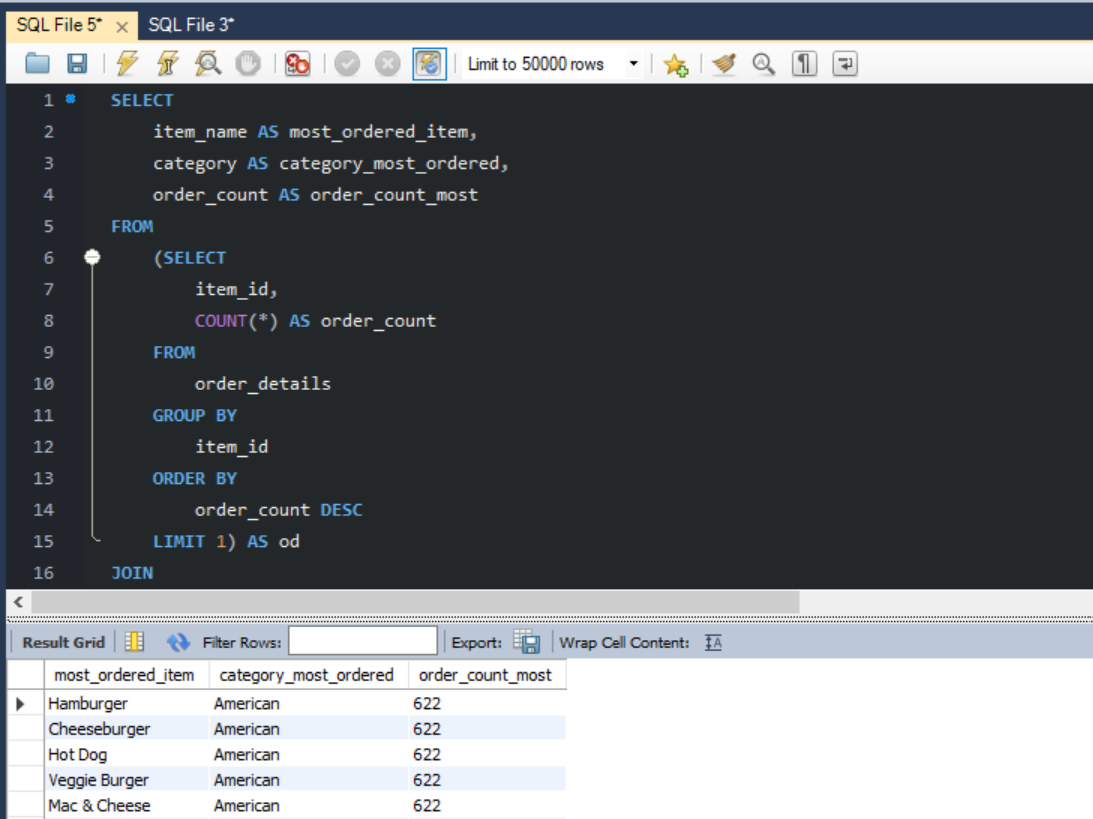 SQL File 5* SQL File 3*
Limit to 50000 rows
1 SELECT
2 item_name AS most_ordered_item,
3 category AS category_most_ordered,
4 order_count AS order_count_most
5 FROM
6 (SELECT
7 item_id,
8 COUNT(*) AS order_count
9 FROM
10 order_details
11 GROUP BY
12 item_id
13 ORDER BY
14 order_count DESC
15 LIMIT 1) AS od
16 JOIN
Result Grid Filter Rows: Export: Wrap Cell Content:
most_ordered_item category_most_ordered order_count_most
Hamburger American 622
Cheeseburger American 622
Hot Dog American 622
Veggie Burger American 622
Mac & Cheese American 622